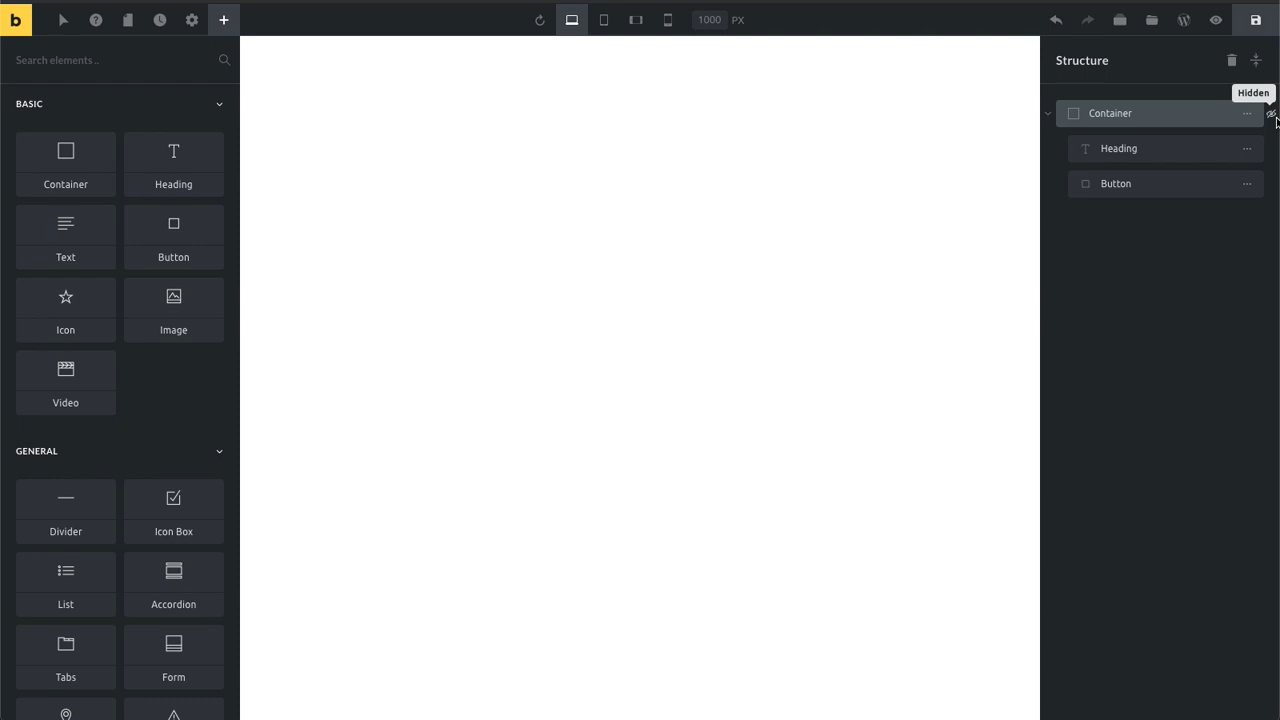 b
1000 PX
Search elements ..
Structure
Hidden
BASIC
Container
Heading
Button
Container
Heading
Text
Button
Icon
Image
Video
GENERAL
Divider
Icon Box
List
Accordion
Tabs
Form